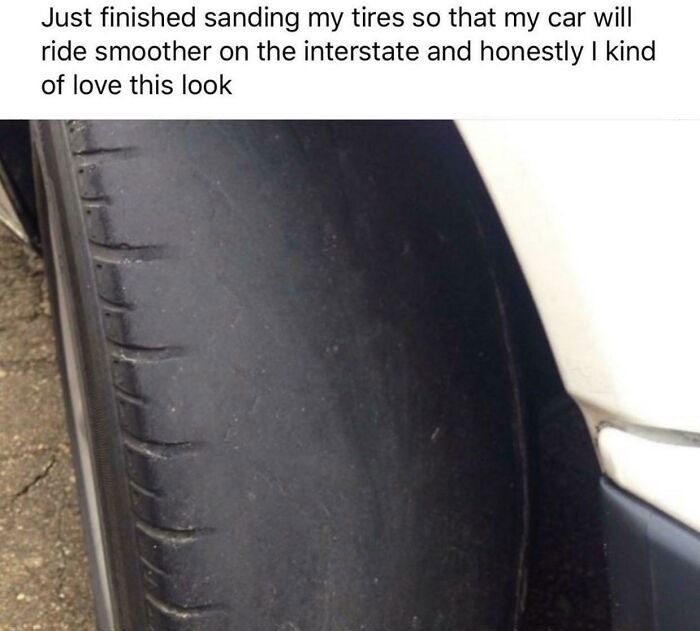 Just finished sanding my tires so that my car will
ride smoother on the interstate and honestly I kind
of love this look